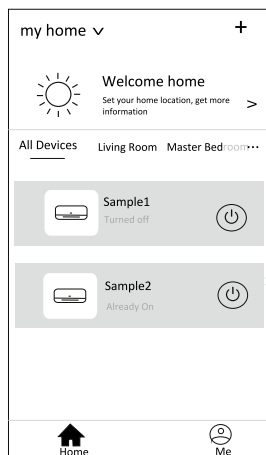 my home
Welcome home
Set your home location, get more
information
All Devices Living Room Master Bedroom
Sample1
Turned off
Sample2
Already On
Home Me